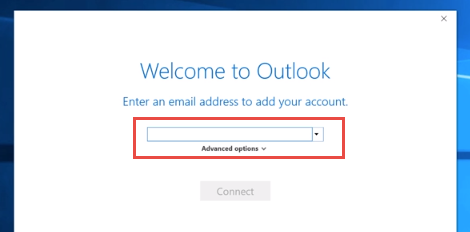 Welcome to Outlook
Enter an email address to add your account.
Advanced options
Connect